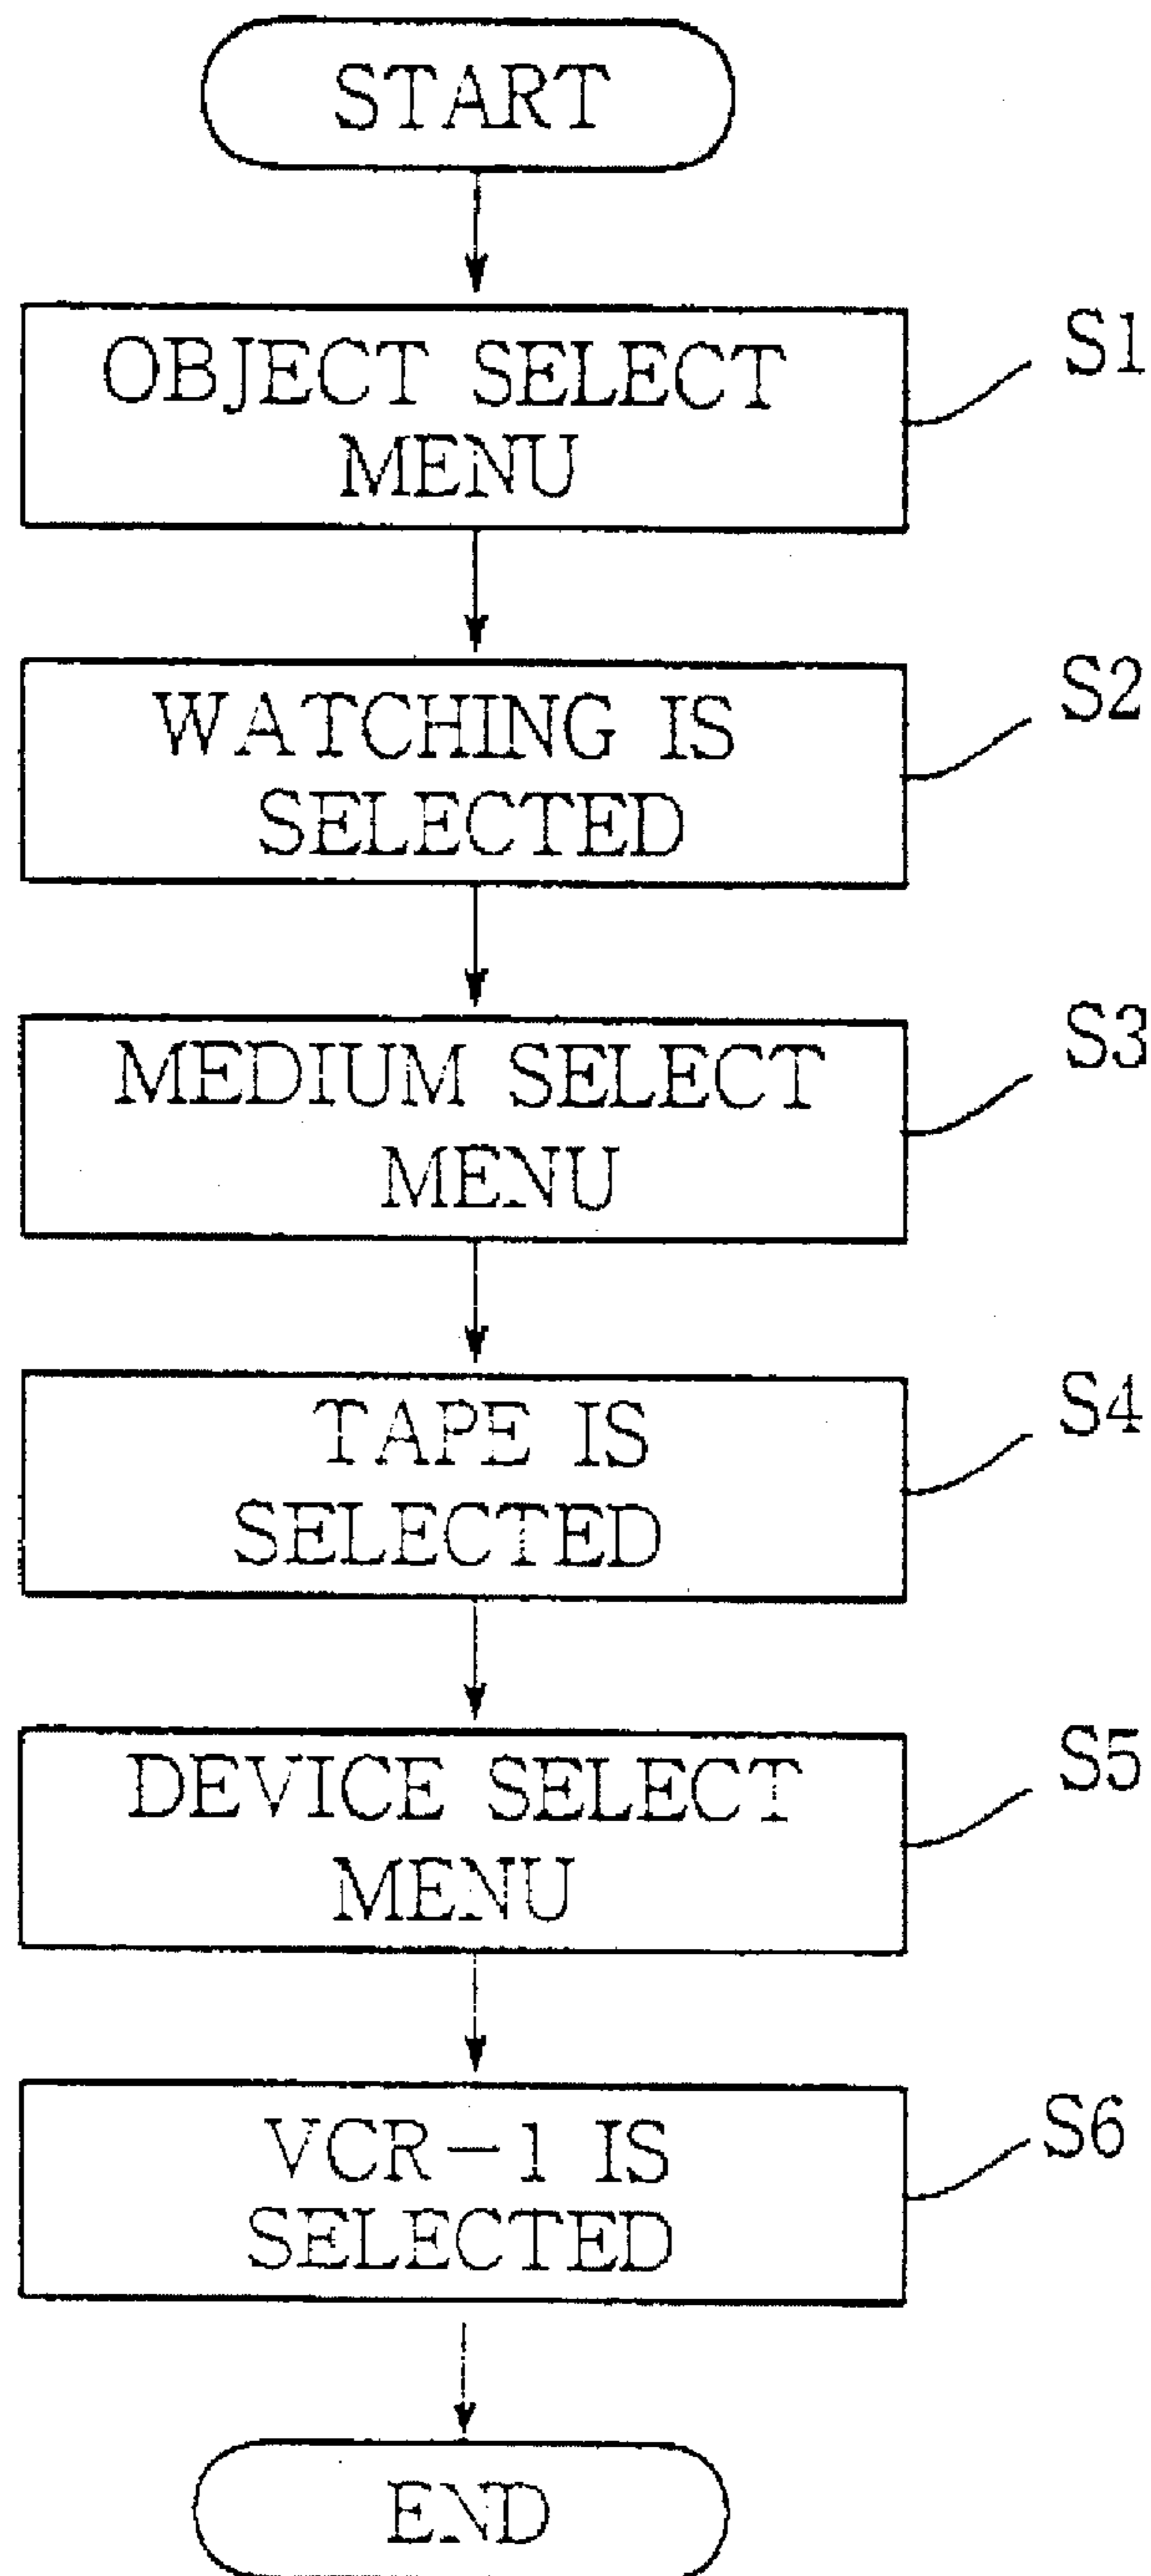 START
OBJECT SELECT
MENU
S1
WATCHING IS
SELECTED
S2
MEDIUM SELECT
MENU
S3
TAPE IS
SELECTED
S4
DEVICE SELECT
MENU
S5
VCR-1 IS
SELECTED
S6
END